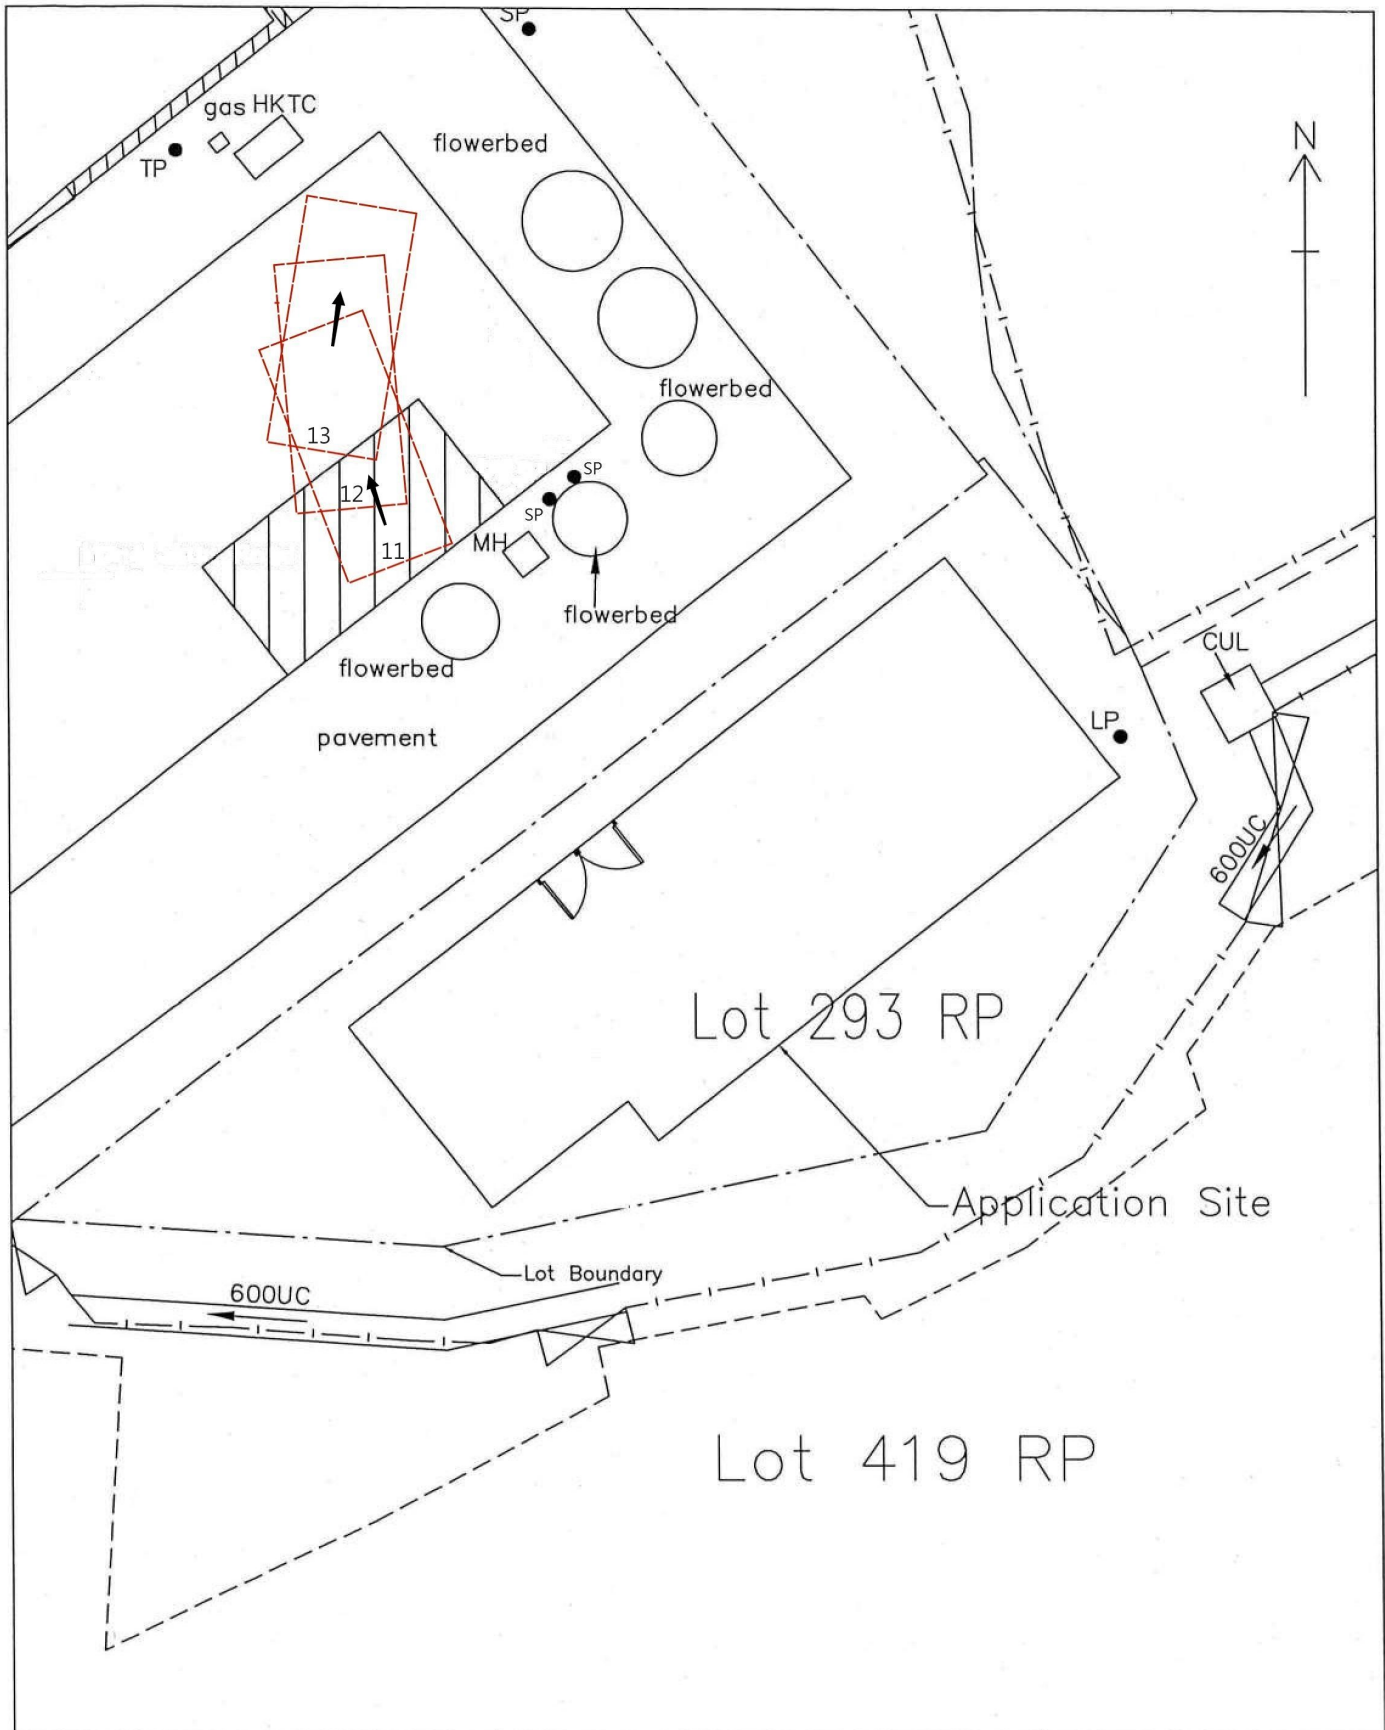 SP
gas HKTC
TP
flowerbed
N
flowerbed
13
SP
12
SP
11
MH
flowerbed
CUL
flowerbed
LP
pavement
600UC
Lot 293 RP
Application Site
Lot Boundary
600UC
Lot 419 RP